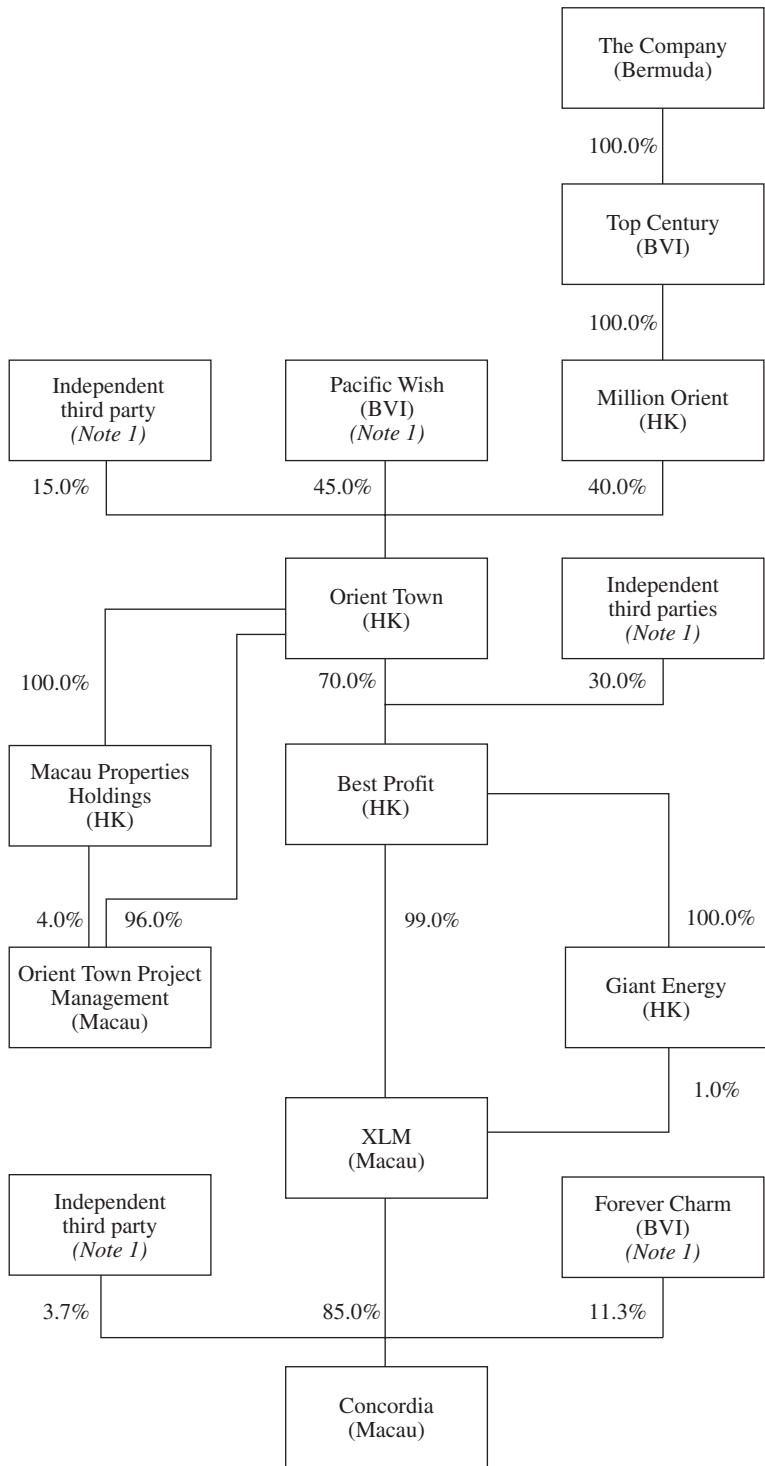 The Company
(Bermuda)
100.0%
Top Century
(BVI)
100.0%
Independent
third party
(Note 1)
Pacific Wish
(BVI)
(Note 1)
Million Orient
(HK)
15.0%
45.0%
40.0%
Orient Town
(HK)
Independent
third parties
(Note 1)
100.0%
70.0%
30.0%
Macau Properties
Holdings
(HK)
Best Profit
(HK)
4.0%
96.0%
99.0%
100.0%
Orient Town Project
Management
(Macau)
Giant Energy
(HK)
1.0%
XLM
(Macau)
Independent
third party
(Note 1)
Forever Charm
(BVI)
(Note 1)
3.7%
85.0%
11.3%
Concordia
(Macau)